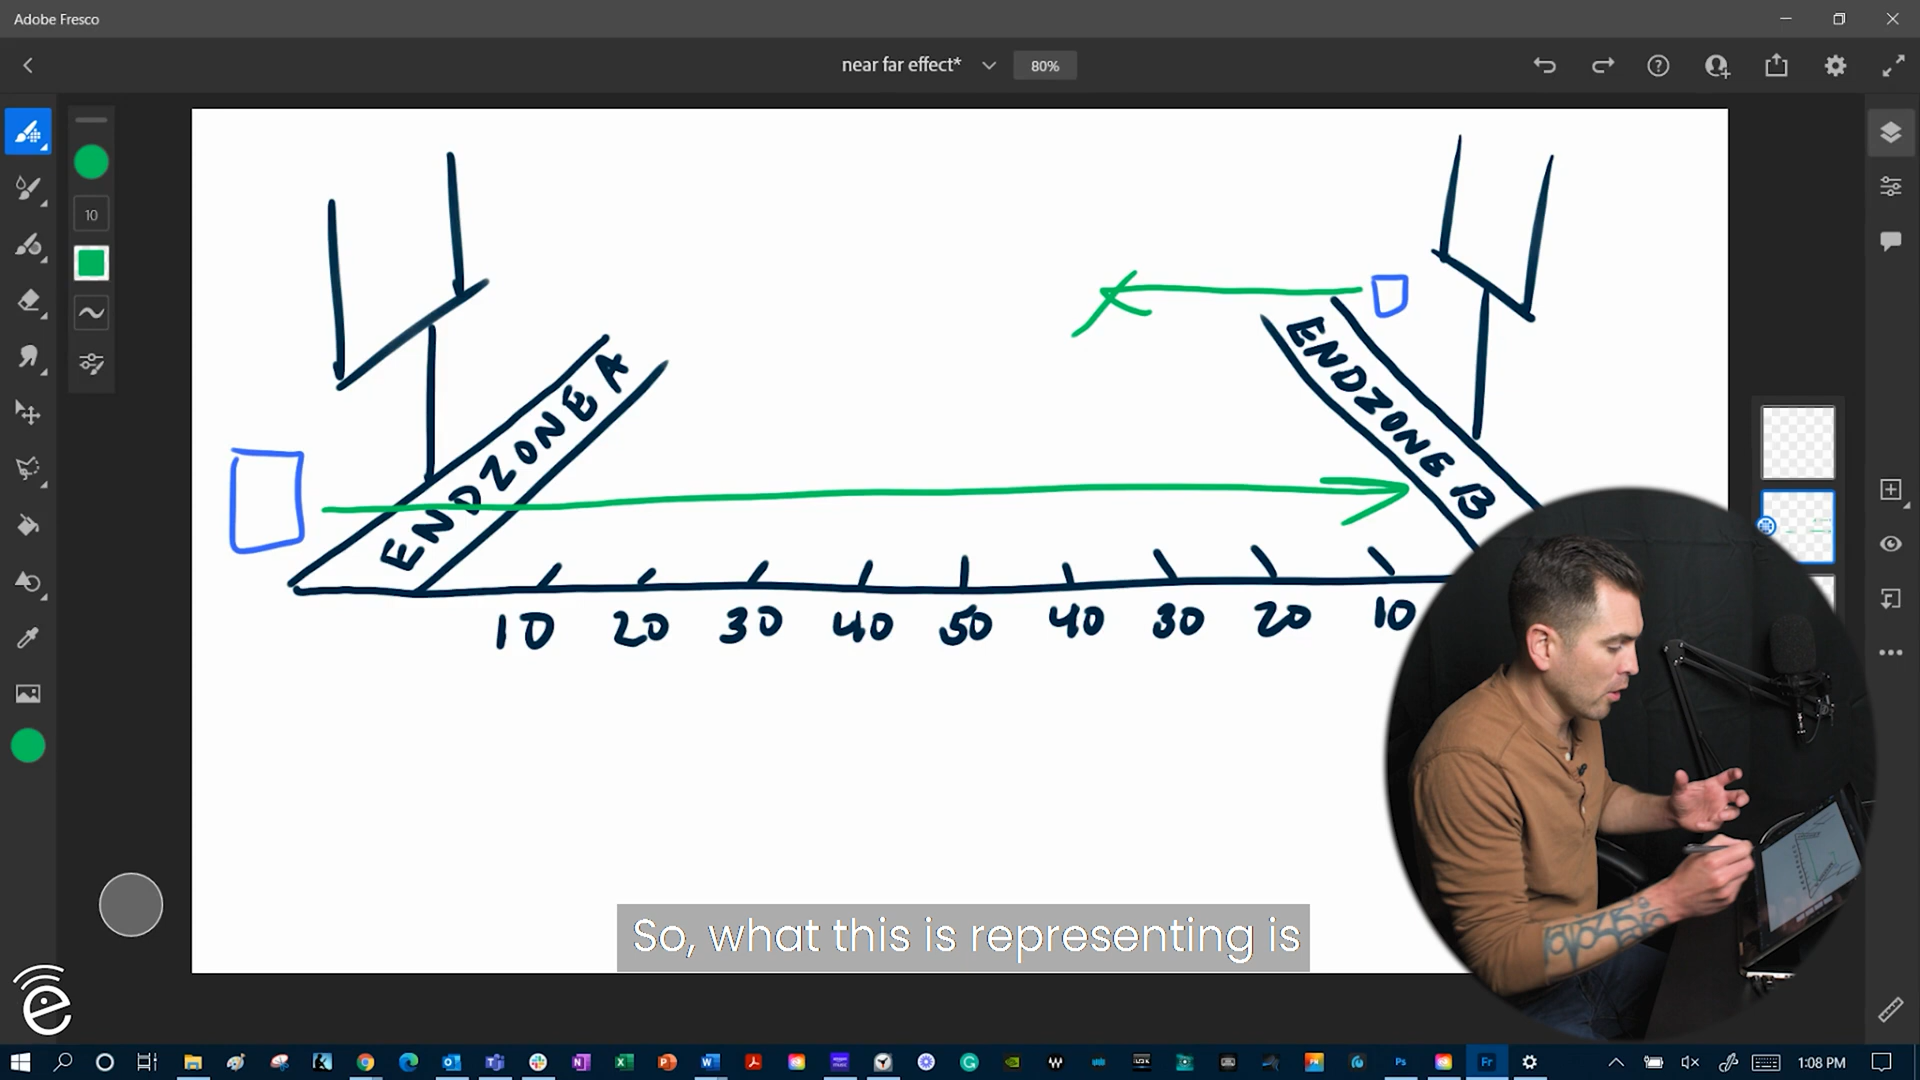 Adobe Fresco
near far effect*
80%
10
ENDZONE A
ENDZONE B
10 20 30 40 50 40 30 20 10
So, what this is representing is
e
1:08 PM